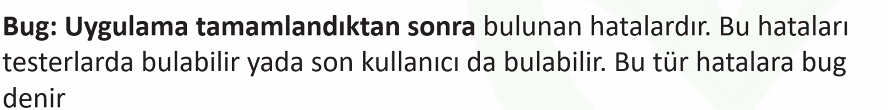 Bug: Uygulama tamamlandıktan sonra bulunan hatalardır. Bu hataları
testerlarda bulabilir yada son kullanıcı da bulabilir. Bu tür hatalara bug
denir